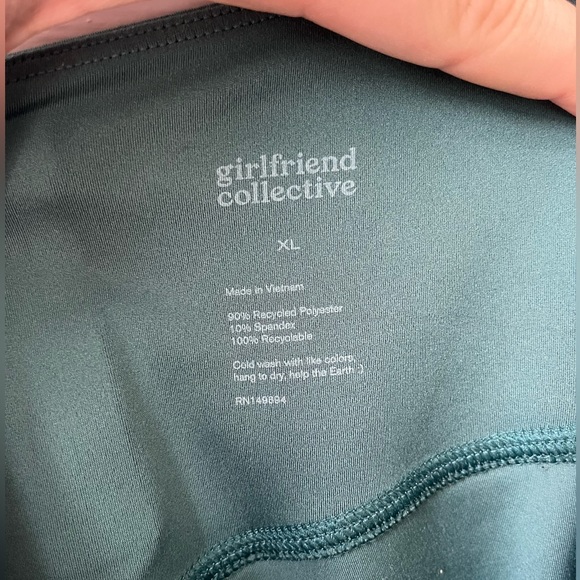 girlfriend
collective
XL
Made in Vietnam
90% Recycled Polyester
10% Spandex
100% Recyclable
Cold wash with like colors,
hang to dry, help the Earth :)
RN149894